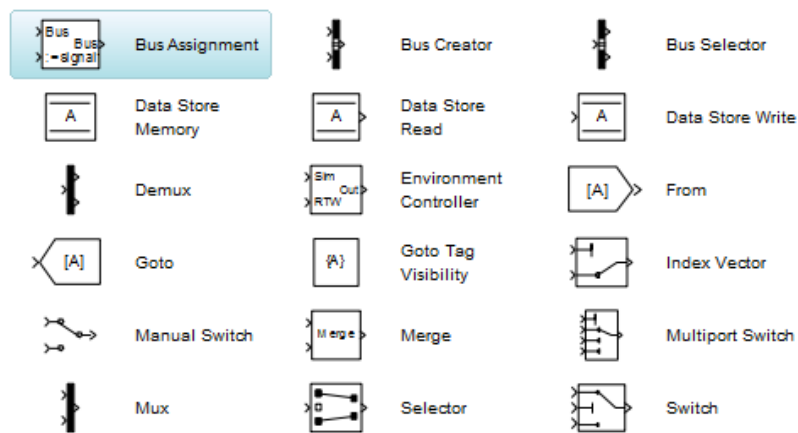 Bus
Bus
:=signal
Bus Assignment
Bus Creator
Bus Selector
A
Data Store
Memory
A
Data Store
Read
A
Data Store Write
Demux
Sim
Out
RTW
Environment
Controller
[A]
From
[A]
Goto
{A}
Goto Tag
Visibility
Index Vector
Manual Switch
Merge
Merge
Multiport Switch
Mux
Selector
Switch